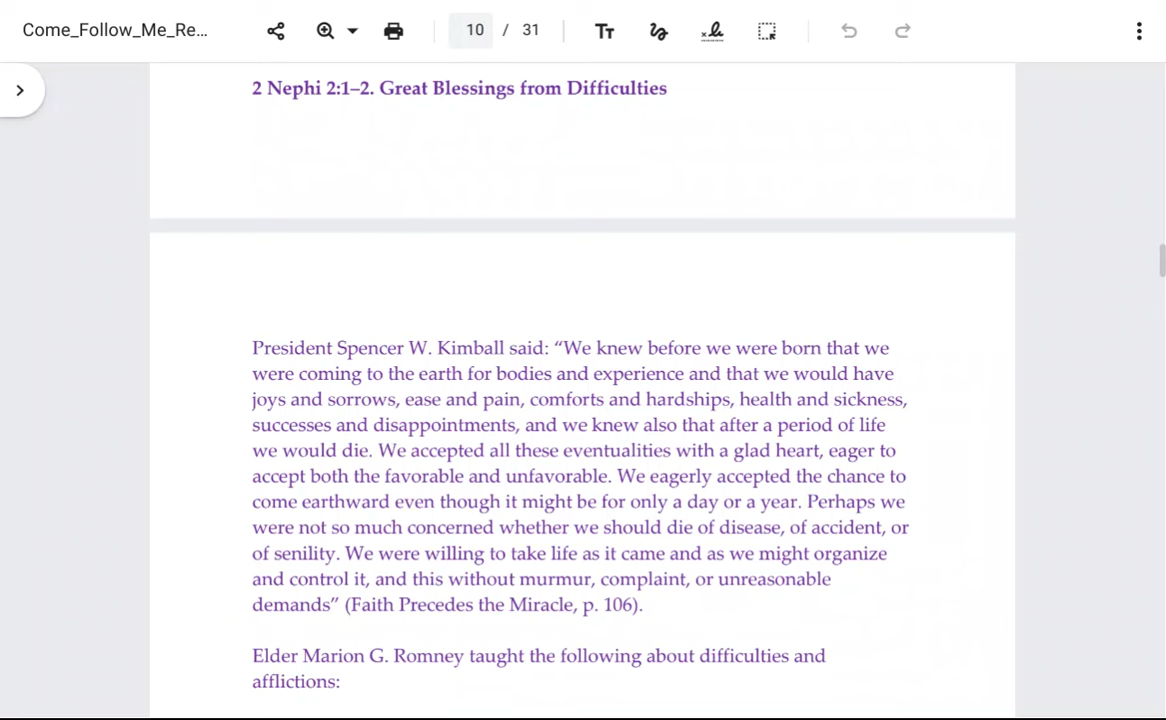 Come_Follow_Me_Re...
10 / 31
2 Nephi 2:1–2. Great Blessings from Difficulties
President Spencer W. Kimball said: “We knew before we were born that we
were coming to the earth for bodies and experience and that we would have
joys and sorrows, ease and pain, comforts and hardships, health and sickness,
successes and disappointments, and we knew also that after a period of life
we would die. We accepted all these eventualities with a glad heart, eager to
accept both the favorable and unfavorable. We eagerly accepted the chance to
come earthward even though it might be for only a day or a year. Perhaps we
were not so much concerned whether we should die of disease, of accident, or
of senility. We were willing to take life as it came and as we might organize
and control it, and this without murmur, complaint, or unreasonable
demands” (Faith Precedes the Miracle, p. 106).
Elder Marion G. Romney taught the following about difficulties and
afflictions: